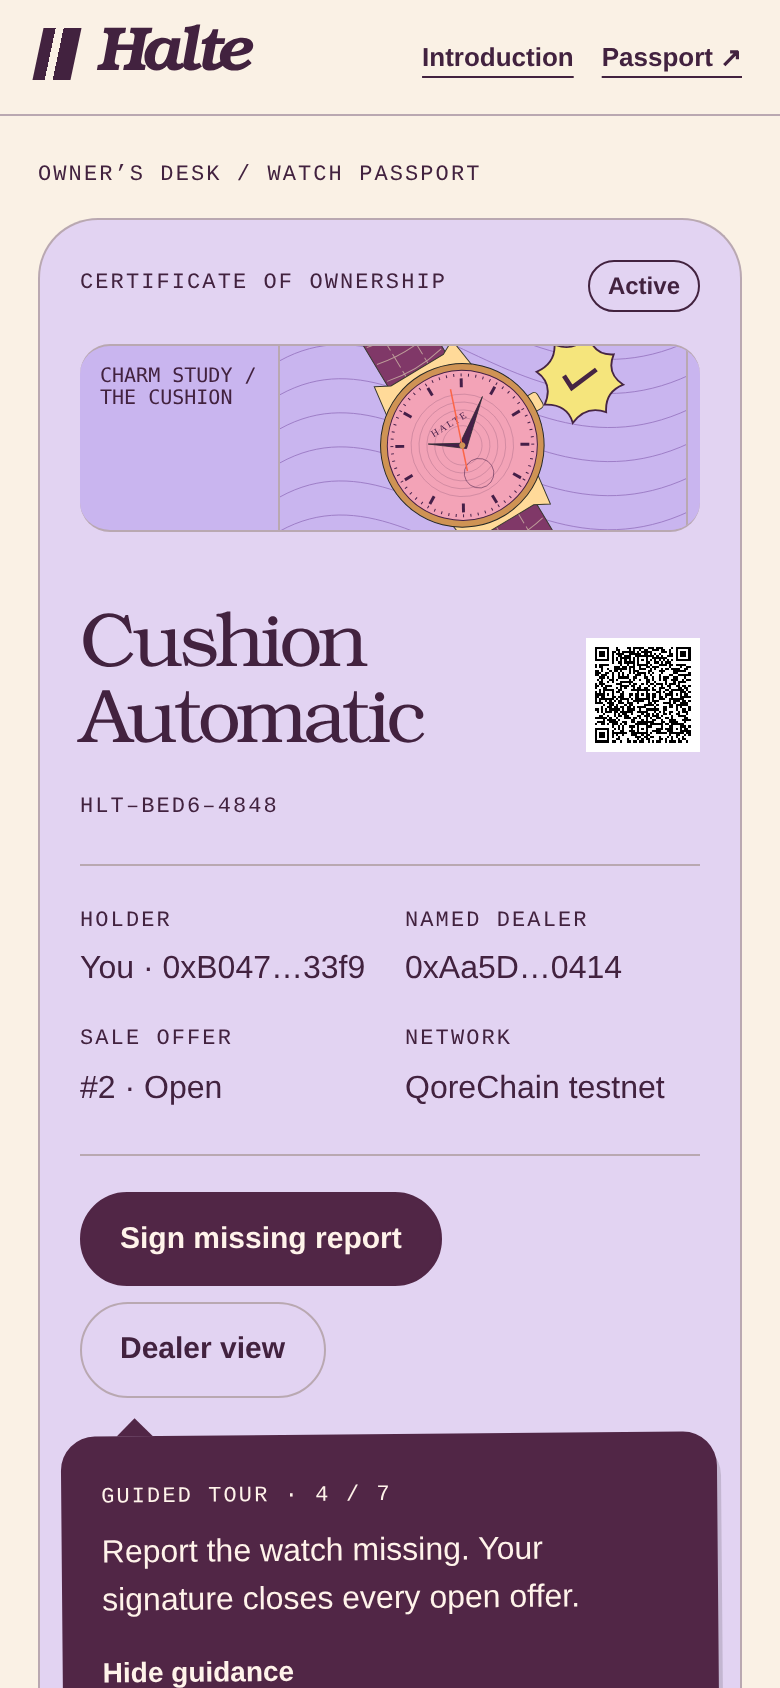 Halte
Introduction Passport ↗
OWNER’S DESK / WATCH PASSPORT
CERTIFICATE OF OWNERSHIP
Active
CHARM STUDY /
THE CUSHION
HALTE
Cushion
Automatic
HLT–BED6–4848
HOLDER
You · 0xB047…33f9
NAMED DEALER
0xAa5D…0414
SALE OFFER
#2 · Open
NETWORK
QoreChain testnet
Sign missing report
Dealer view
GUIDED TOUR · 4 / 7
Report the watch missing. Your
signature closes every open offer.
Hide guidance